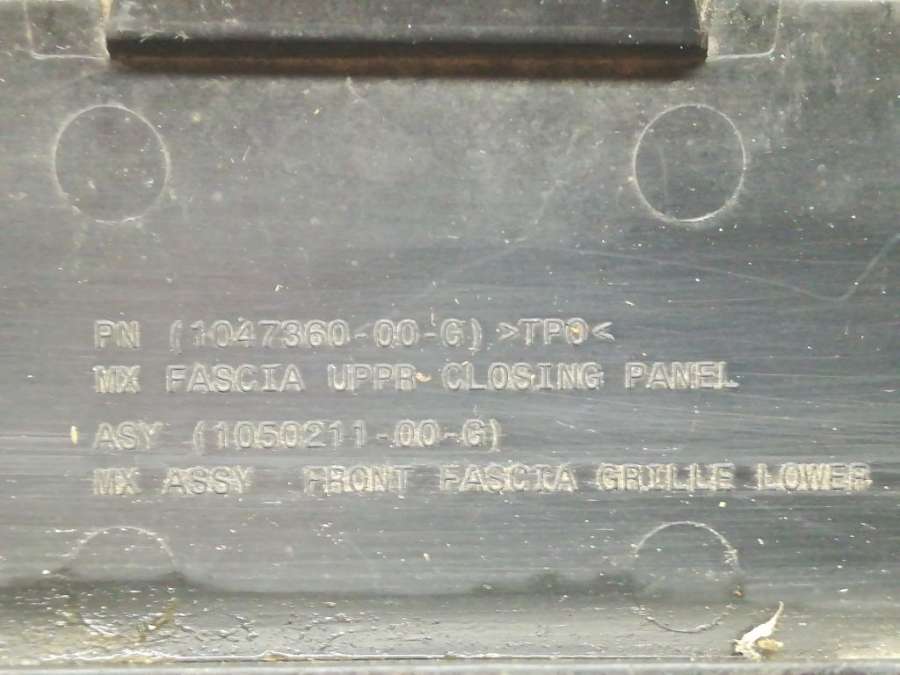 PN (1047360-00-G) >TPO<
MX FASCIA UPPR CLOSING PANEL
ASY (1050211-00-G)
MX ASSY FRONT FASCIA GRILLE LOWER